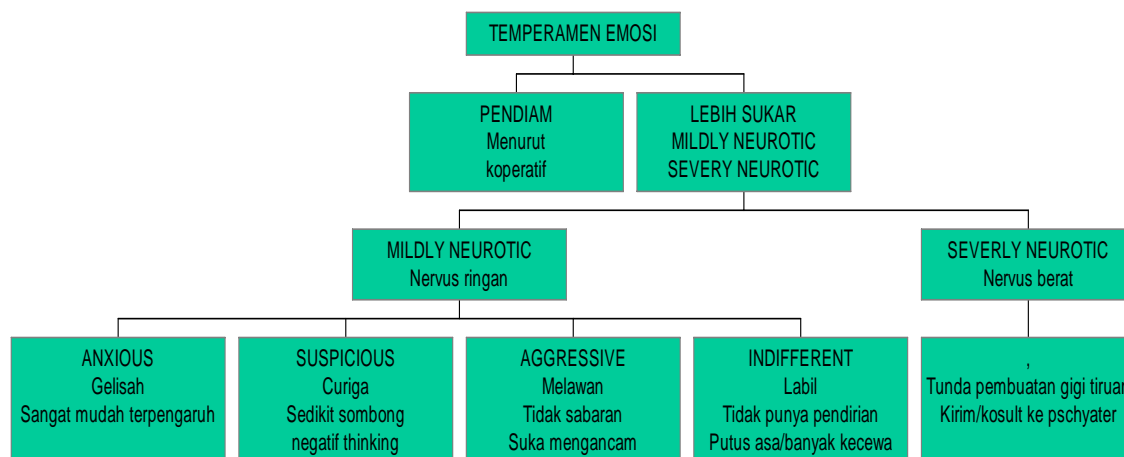 TEMPERAMEN EMOSI
PENDIAM
Menurut
koperatif
LEBIH SUKAR
MILDLY NEUROTIC
SEVERY NEUROTIC
MILDLY NEUROTIC
Nervus ringan
SEVERLY NEUROTIC
Nervus berat
ANXIOUS
Gelisah
Sangat mudah terpengaruh
SUSPICIOUS
Curiga
Sedikit sombong
negatif thinking
AGGRESSIVE
Melawan
Tidak sabaran
Suka mengancam
INDIFFERENT
Labil
Tidak punya pendirian
Putus asa/banyak kecewa
,
Tunda pembuatan gigi tiruan
Kirim/kosult ke pschyater